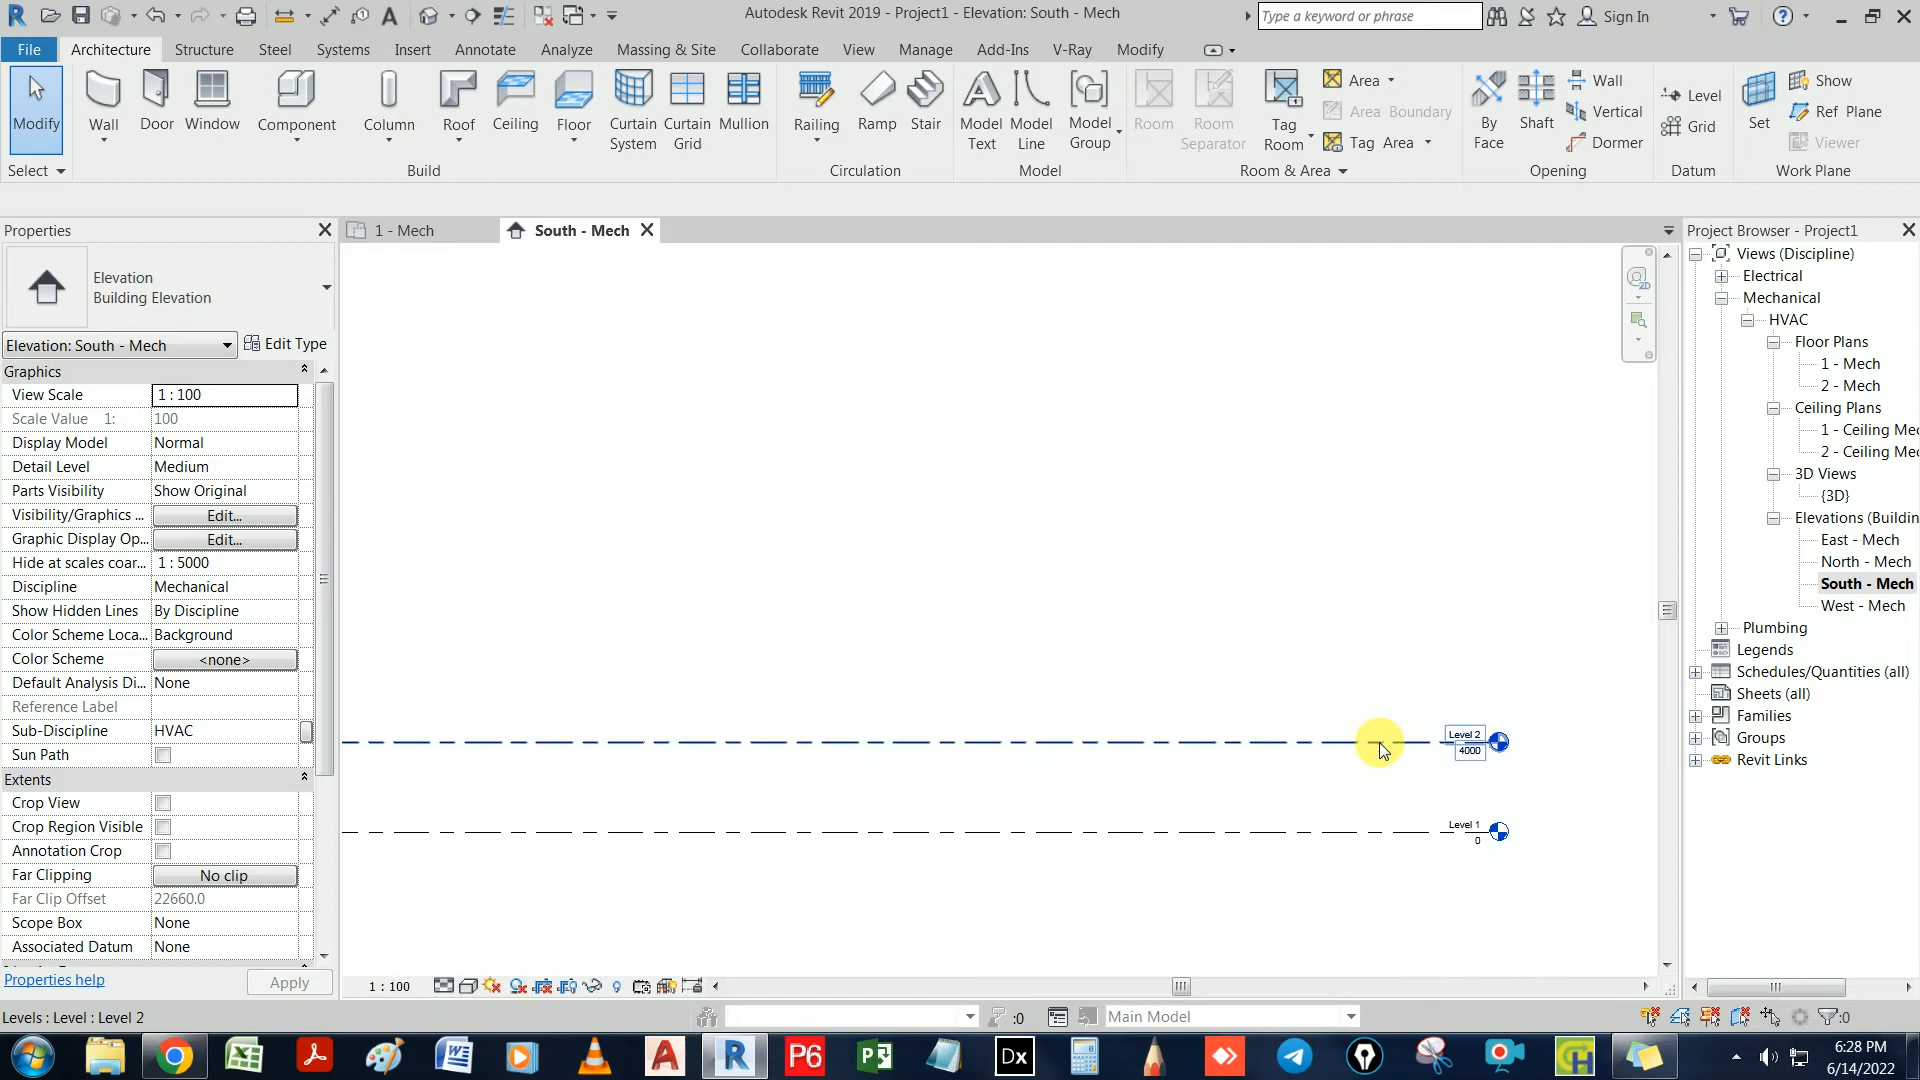 Autodesk Revit 2019 - Project1 - Elevation: South - Mech
Type a keyword or phrase
Sign In
File Architecture Structure Steel Systems Insert Annotate Analyze Massing & Site Collaborate View Manage Add-Ins V-Ray Modify
Modify
Wall
Door
Window
Component
Column
Roof
Ceiling
Floor
Curtain System
Curtain Grid
Mullion
Railing
Ramp
Stair
Model Text
Model Line
Model Group
Room
Room Separator
Tag Room
Area
Area Boundary
Tag Area
By Face
Shaft
Wall
Vertical
Dormer
Level
Grid
Set
Show
Ref Plane
Viewer
Select
Build
Circulation
Model
Room & Area
Opening
Datum
Work Plane
Properties
1 - Mech
South - Mech
Project Browser - Project1
Elevation
Building Elevation
Elevation: South - Mech
Edit Type
Graphics
View Scale 1 : 100
Scale Value 1: 100
Display Model Normal
Detail Level Medium
Parts Visibility Show Original
Visibility/Graphics ... Edit...
Graphic Display Op... Edit...
Hide at scales coar... 1 : 5000
Discipline Mechanical
Show Hidden Lines By Discipline
Color Scheme Loca... Background
Color Scheme <none>
Default Analysis Di... None
Reference Label
Sub-Discipline HVAC
Sun Path
Extents
Crop View
Crop Region Visible
Annotation Crop
Far Clipping No clip
Far Clip Offset 22660.0
Scope Box None
Associated Datum None
Properties help
Apply
2D
Level 2
4000
Level 1
0
Views (Discipline)
Electrical
Mechanical
HVAC
Floor Plans
1 - Mech
2 - Mech
Ceiling Plans
1 - Ceiling Mec
2 - Ceiling Mec
3D Views
{3D}
Elevations (Buildin
East - Mech
North - Mech
South - Mech
West - Mech
Plumbing
Legends
Schedules/Quantities (all)
Sheets (all)
Families
Groups
Revit Links
1 : 100
Levels : Level : Level 2
:0
Main Model
:0
P6
Dx
6:28 PM
6/14/2022